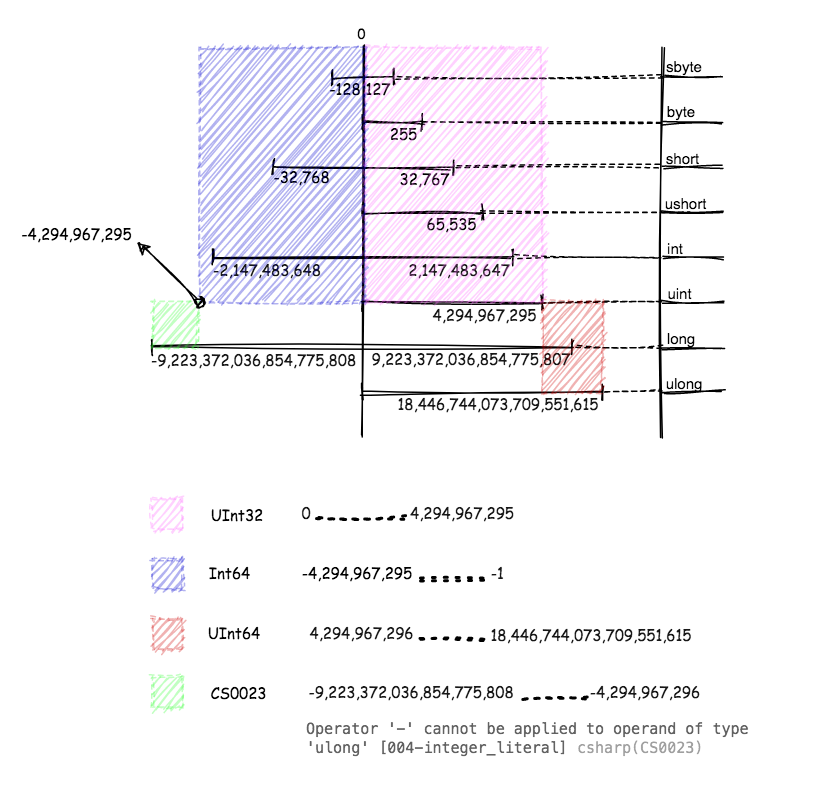 0
sbyte
-128 127
byte
255
short
-32,768 32,767
ushort
65,535
-4,294,967,295
int
-2,147,483,648 2,147,483,647
uint
4,294,967,295
long
-9,223,372,036,854,775,808 9,223,372,036,854,775,807
ulong
18,446,744,073,709,551,615
UInt32 0 4,294,967,295
Int64 -4,294,967,295 -1
UInt64 4,294,967,296 18,446,744,073,709,551,615
CS0023 -9,223,372,036,854,775,808 -4,294,967,296
Operator '-' cannot be applied to operand of type
'ulong' [004-integer_literal] csharp(CS0023)